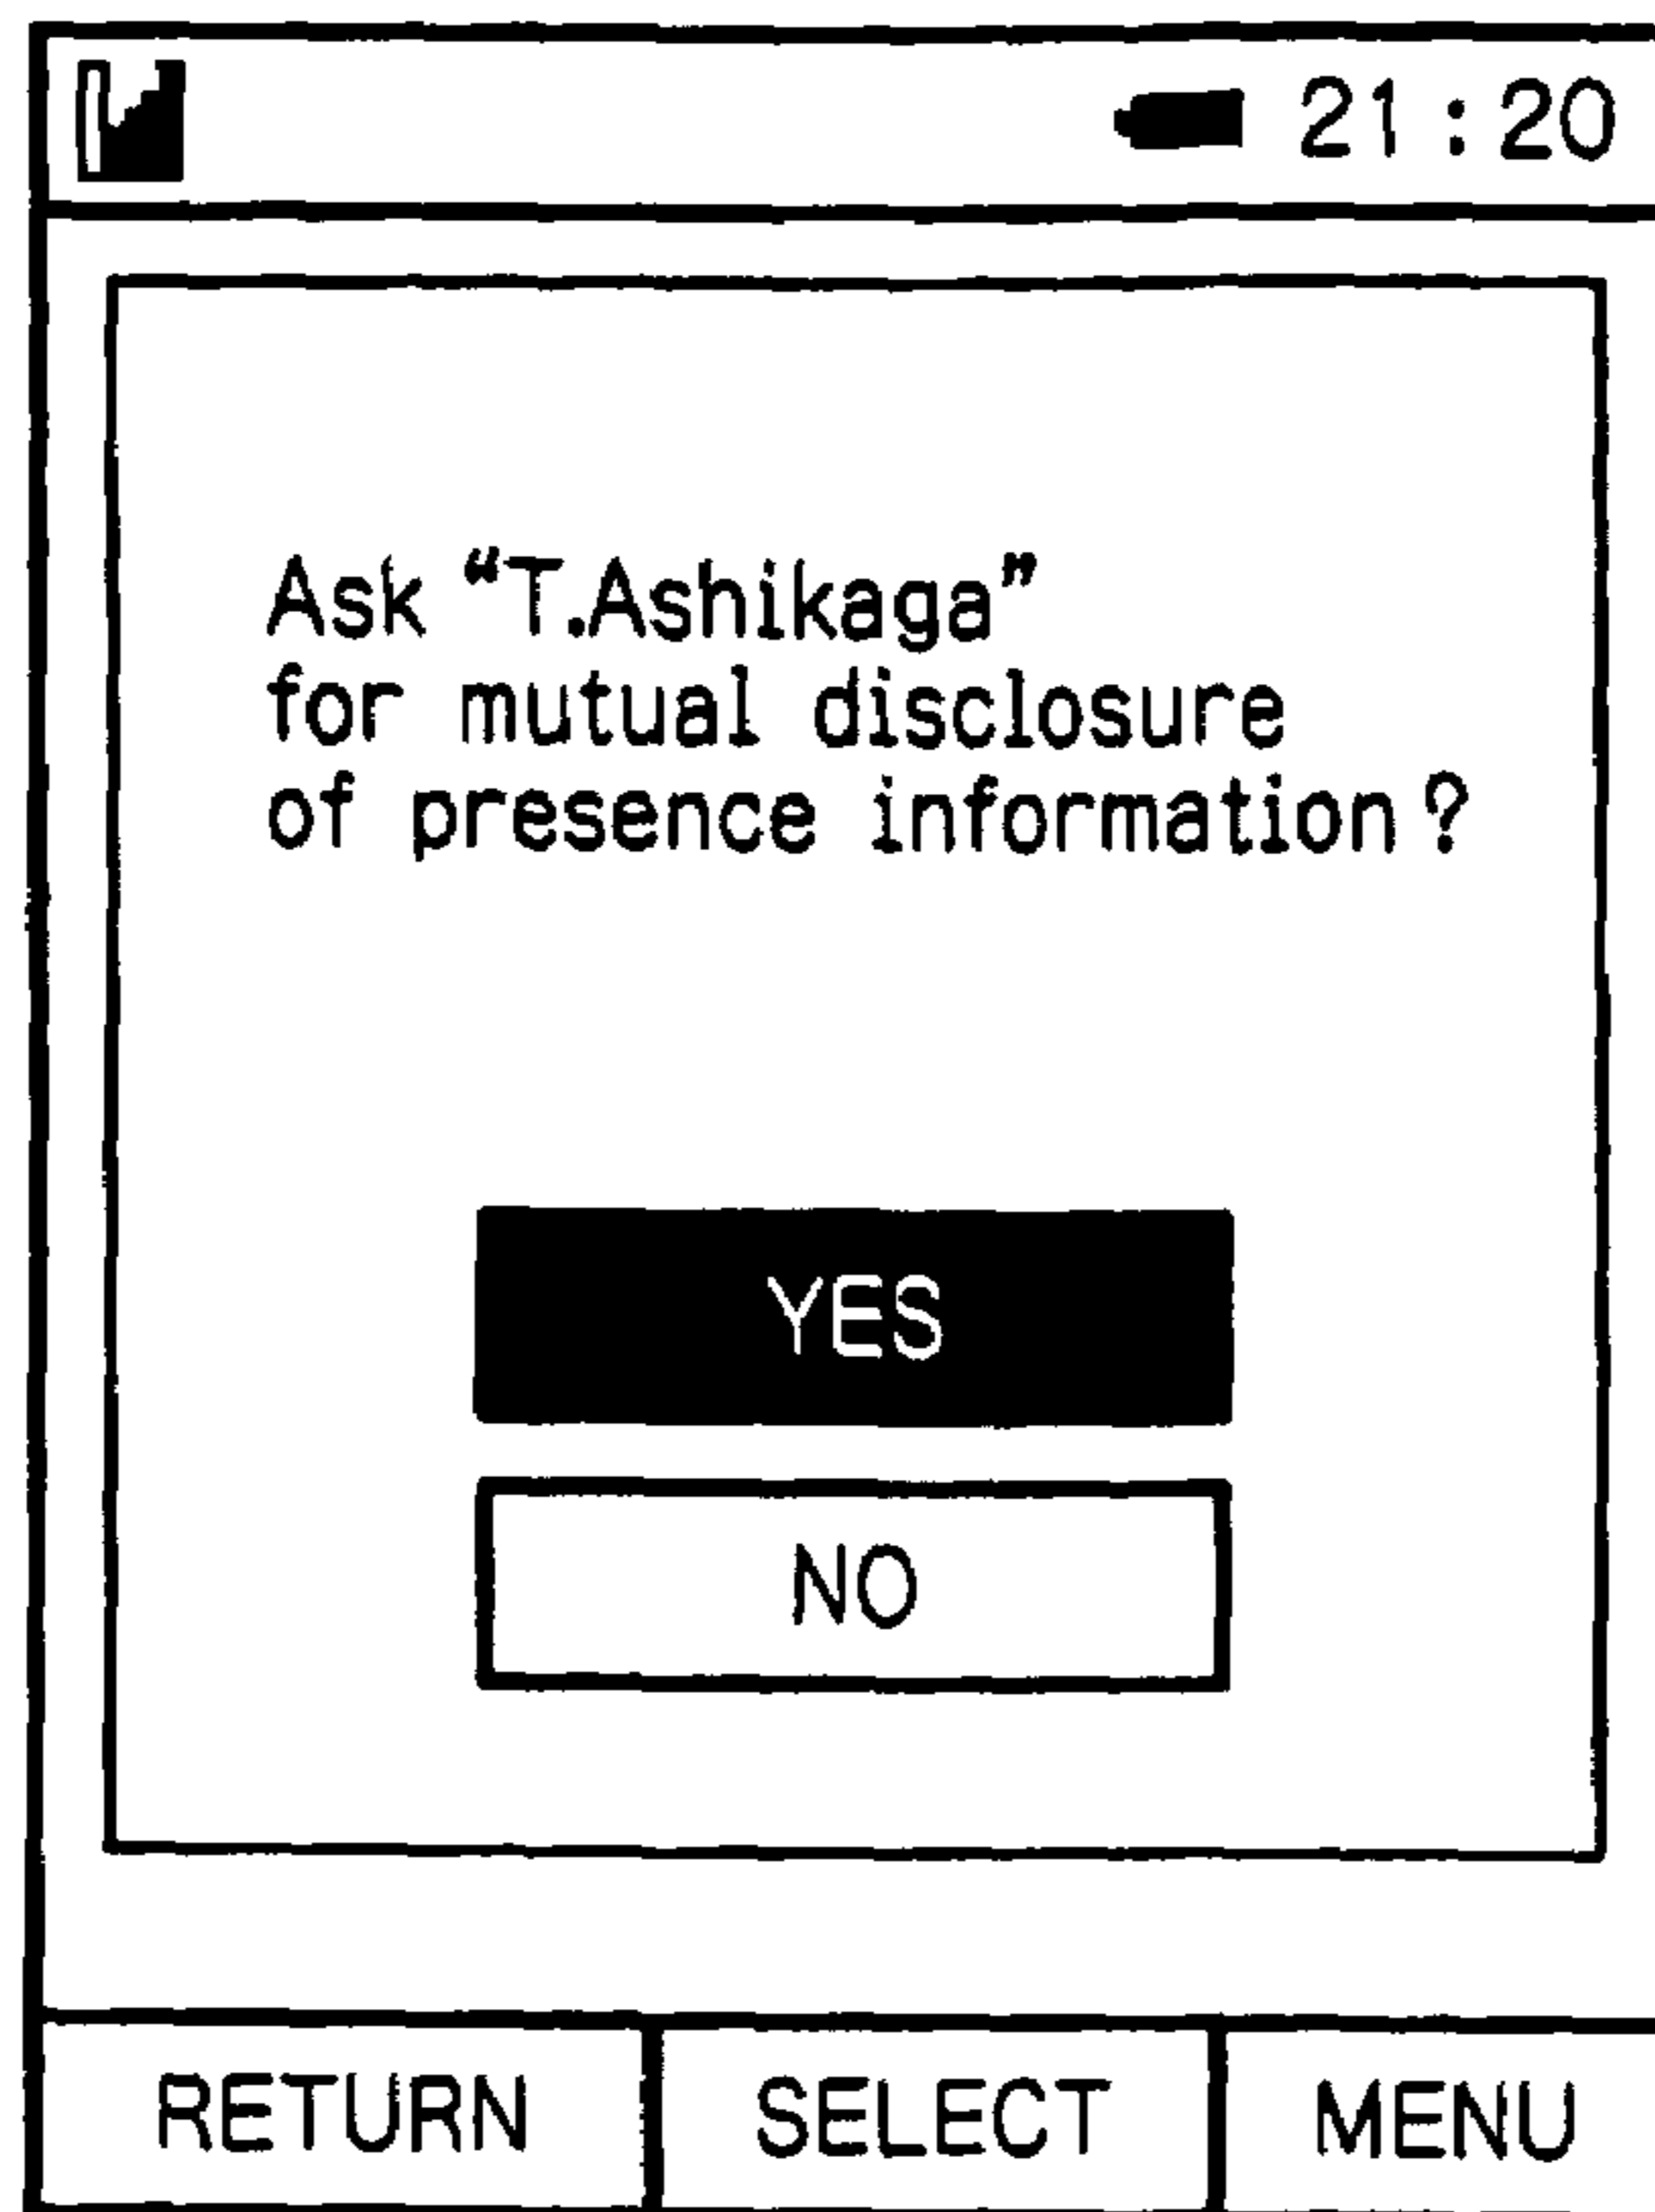 21:20
Ask “T.Ashikaga”
for mutual disclosure
of presence information?
YES
NO
RETURN SELECT MENU